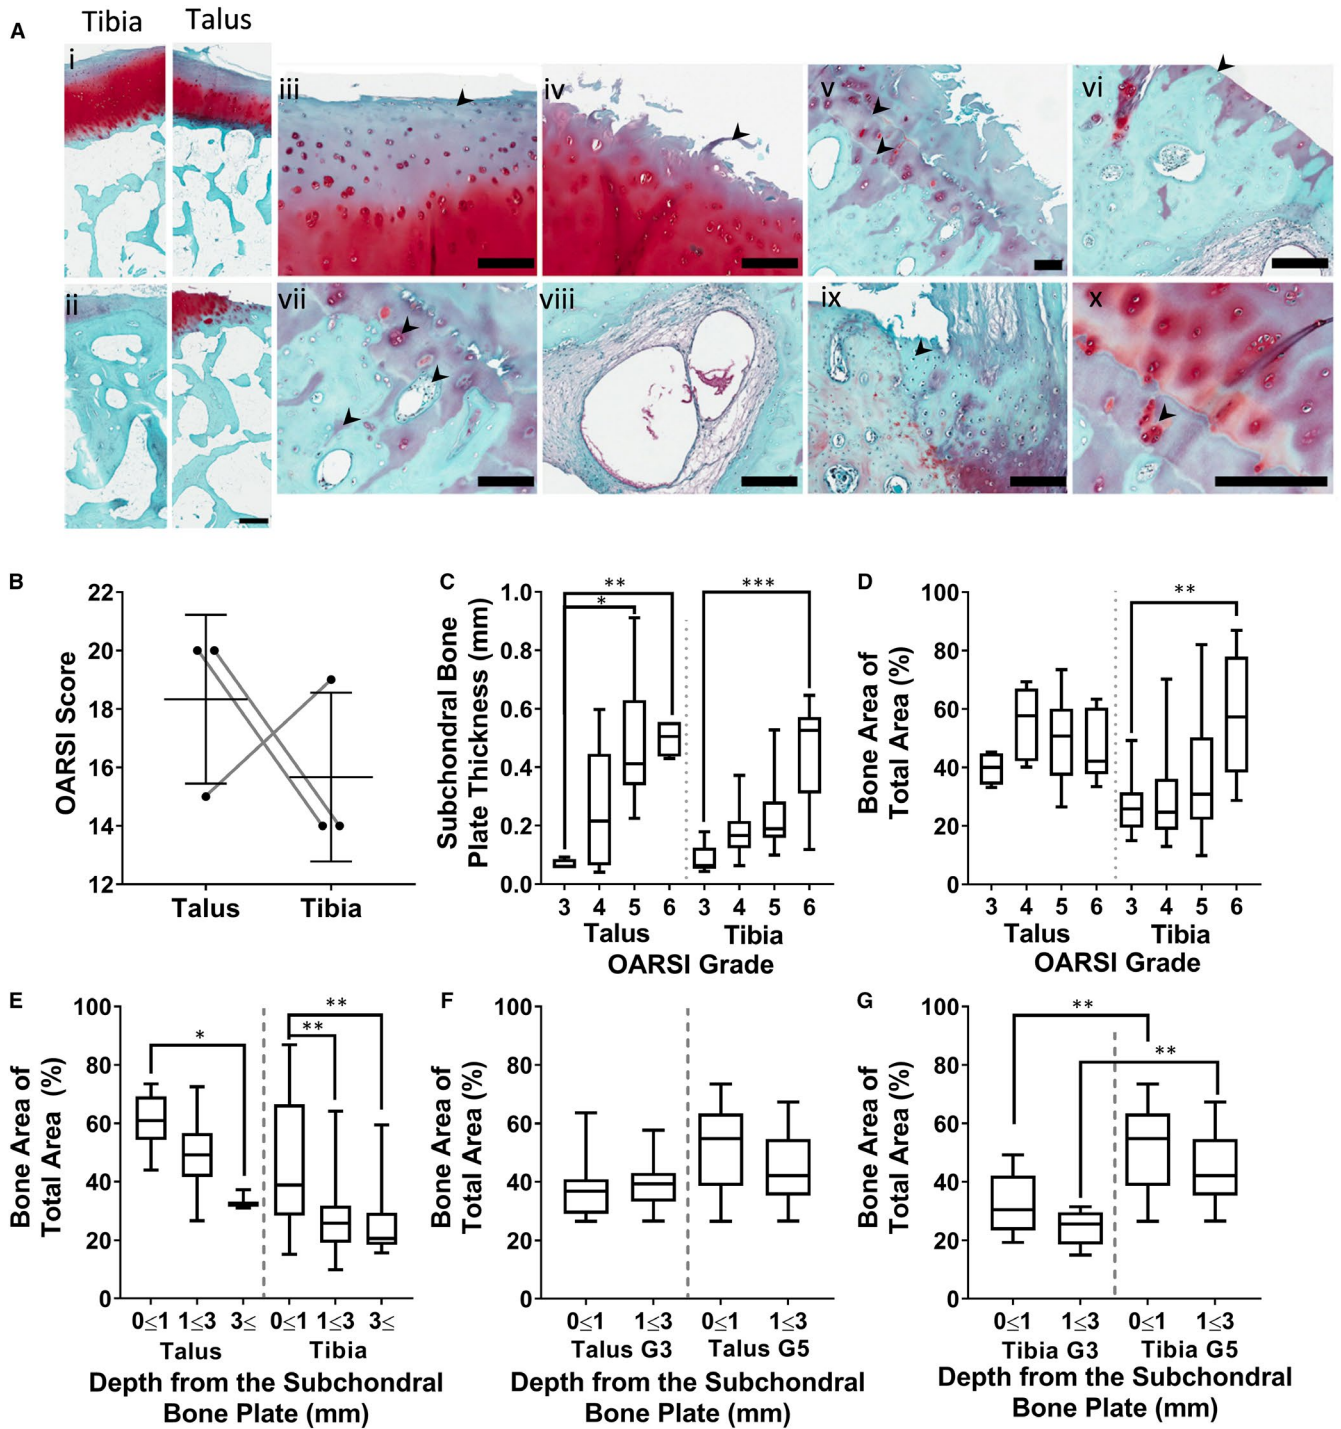 A
Tibia Talus
i
iii
iv
v
vi
ii
vii
viii
ix
x
B
OARSI Score
22
20
18
16
14
12
Talus Tibia
C
Subchondral Bone
Plate Thickness (mm)
1.0
0.8
0.6
0.4
0.2
0.0
** * ***
3 4 5 6 3 4 5 6
Talus Tibia
OARSI Grade
D
Bone Area of
Total Area (%)
100
80
60
40
20
0
**
3 4 5 6 3 4 5 6
Talus Tibia
OARSI Grade
E
Bone Area of
Total Area (%)
100
80
60
40
20
0
* ** **
0≤1 1≤3 3≤ 0≤1 1≤3 3≤
Talus Tibia
Depth from the Subchondral
Bone Plate (mm)
F
Bone Area of
Total Area (%)
100
80
60
40
20
0
0≤1 1≤3 0≤1 1≤3
Talus G3 Talus G5
Depth from the Subchondral
Bone Plate (mm)
G
Bone Area of
Total Area (%)
100
80
60
40
20
0
** **
0≤1 1≤3 0≤1 1≤3
Tibia G3 Tibia G5
Depth from the Subchondral
Bone Plate (mm)